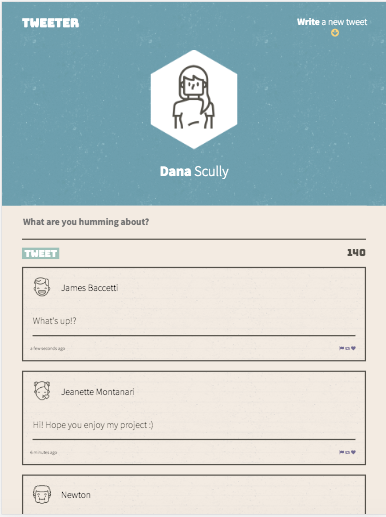 TWEETER
Write a new tweet
Dana Scully
What are you humming about?
TWEET
140
James Baccetti
What's up!?
a few seconds ago
Jeanette Montanari
Hi! Hope you enjoy my project :)
6 minutes ago
Newton